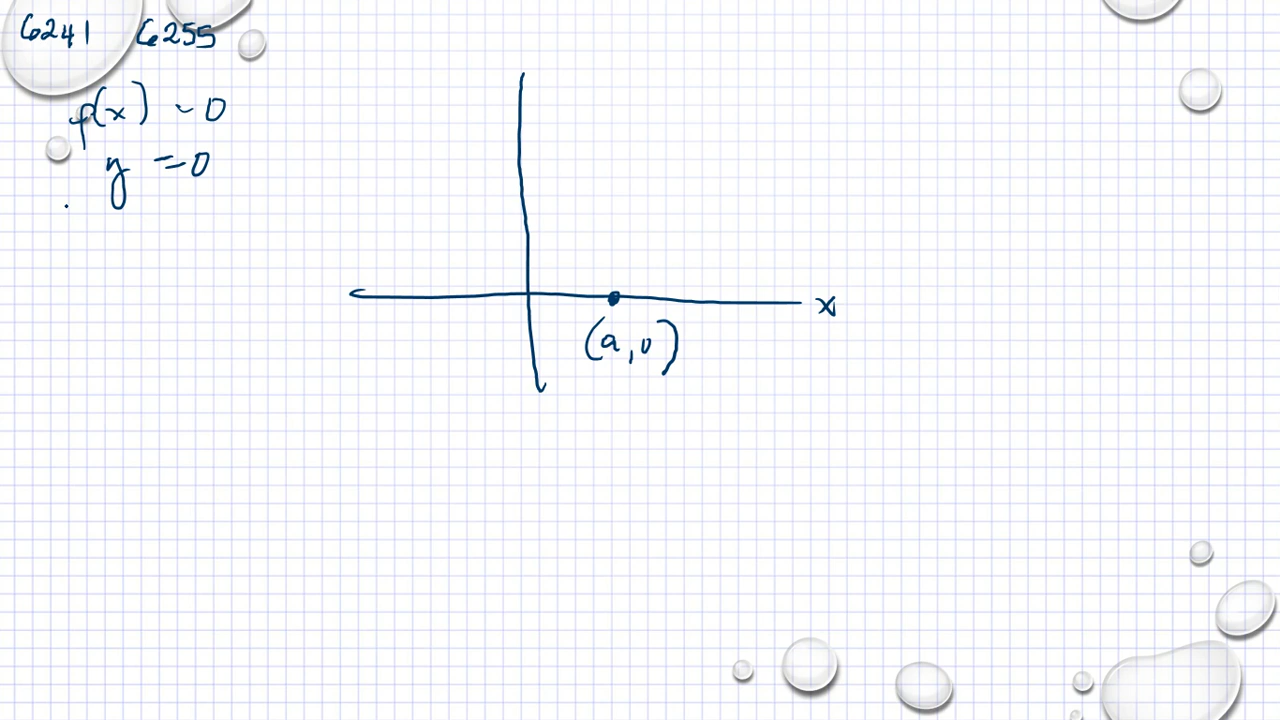 6241 6255
f(x) = 0
y = 0
x
(a, 0)